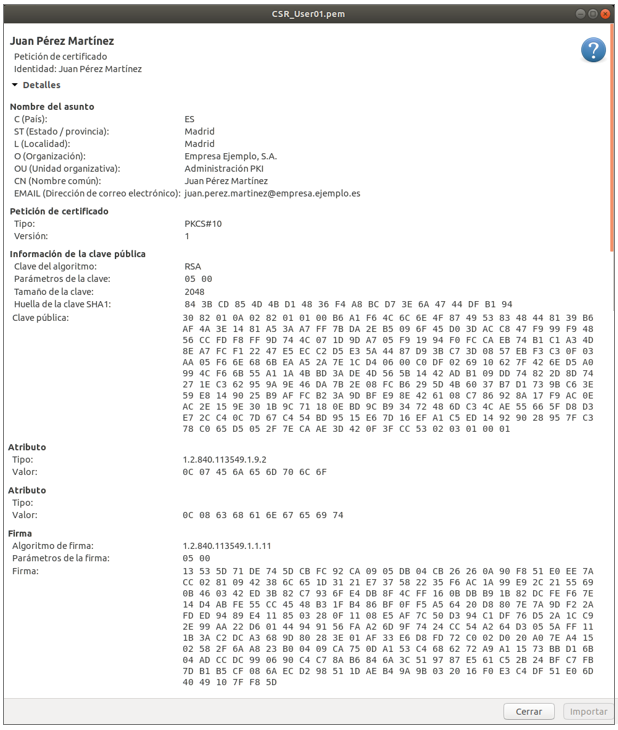 CSR_User01.pem
Juan Pérez Martínez
Petición de certificado
Identidad: Juan Pérez Martínez
?
Detalles
Nombre del asunto
C (País): ES
ST (Estado / provincia): Madrid
L (Localidad): Madrid
O (Organización): Empresa Ejemplo, S.A.
OU (Unidad organizativa): Administración PKI
CN (Nombre común): Juan Pérez Martínez
EMAIL (Dirección de correo electrónico): juan.perez.martinez@empresa.ejemplo.es
Petición de certificado
Tipo: PKCS#10
Versión: 1
Información de la clave pública
Clave del algoritmo: RSA
Parámetros de la clave: 05 00
Tamaño de la clave: 2048
Huella de la clave SHA1: 84 3B CD 85 4D 4B D1 48 36 F4 A8 BC D7 3E 6A 47 44 DF B1 94
Clave pública: 30 82 01 0A 02 82 01 01 00 B6 A1 F6 4C 6C 6E 4F 87 49 53 83 48 44 81 39 B6
AF 4A 3E 14 81 A5 3A A7 FF 7B DA 2E B5 09 6F 45 D0 3D AC C8 47 F9 99 F9 48
56 CC FD F8 FF 9D 74 4C 07 1D 9D A7 05 F9 19 94 F0 FC CA EB 74 B1 C1 A3 4D
8E A7 FC F1 22 47 E5 EC C2 D5 E3 5A 44 87 D9 3B C7 3D 08 57 EB F3 C3 0F 03
AA 05 F6 6E 68 6B EA A5 2A 7E 1C D4 06 00 C0 DF 02 69 10 62 7F 42 6E D5 A0
99 4C F6 6B 55 A1 1A 4B BD 3A DE 4D 56 5B 14 42 AD B1 09 DD 74 82 2D 8D 74
27 1E C3 62 95 9A 9E 46 DA 7B 2E 08 FC B6 29 5D 4B 60 37 B7 D1 73 9B C6 3E
59 E8 14 90 25 B9 AF FC B2 3A 9D BF E9 8E 42 61 08 C7 86 92 8A 17 F9 AC 0E
AC 2E 15 9E 30 1B 9C 71 18 0E BD 9C B9 34 72 48 6D C3 4C AE 55 66 5F D8 D3
E7 2C C4 0C 7D 67 C4 54 BD 95 15 E6 7D 16 EF A1 C5 ED 14 92 90 28 95 7F C3
78 C0 65 D5 05 2F 7E CA AE 3D 42 0F 3F CC 53 02 03 01 00 01
Atributo
Tipo: 1.2.840.113549.1.9.2
Valor: 0C 07 45 6A 65 6D 70 6C 6F
Atributo
Tipo:
Valor: 0C 08 63 68 61 6E 67 65 69 74
Firma
Algoritmo de firma: 1.2.840.113549.1.1.11
Parámetros de la firma: 05 00
Firma: 13 53 5D 71 DE 74 5D CB FC 92 CA 09 05 DB 04 CB 26 26 0A 90 F8 51 E0 EE 7A
CC 02 81 09 42 38 6C 65 1D 31 21 E7 37 58 22 35 F6 AC 1A 99 E9 2C 21 55 69
0B 46 03 42 ED 3B 82 C7 93 6F E4 DB 8F 4C FF 16 0B DB B9 1B 82 DC FE F6 7E
14 D4 AB FE 55 CC 45 48 B3 1F B4 86 BF 0F F5 A5 64 20 D8 80 7E 7A 9D F2 2A
FD ED 94 89 E4 11 85 03 28 0F 11 08 E5 AF 7C 50 D3 94 C1 DF 76 D5 2A 1C C9
2E 99 AA 22 D6 01 44 94 91 56 FA A2 6D 9F 74 24 CC 54 A2 64 D3 05 5A FF 11
1B 3A C2 DC A3 68 9D 80 28 3E 01 AF 33 E6 D8 FD 72 C0 02 D0 20 A0 7E A4 15
02 58 2F 6A A8 23 B0 04 09 CA 75 0D A1 53 C4 68 62 72 A9 A1 15 73 BB D1 6B
04 AD CC DC 99 06 90 C4 C7 8A B6 84 6A 3C 51 97 87 E5 61 C5 2B 24 BF C7 FB
7D B1 B5 CF 08 6A EC D2 98 51 1D AE B4 9A 9B 03 20 16 F0 E3 C4 DF 51 E0 6D
40 49 10 7F F8 5D
Cerrar
Importar